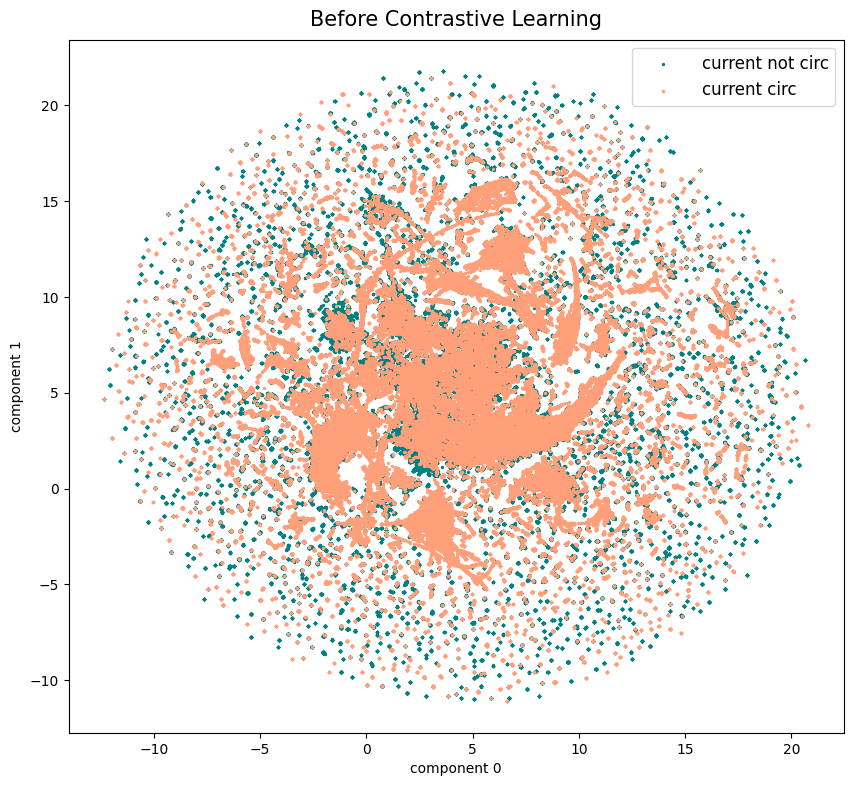 Before Contrastive Learning
current not circ
current circ
20
15
10
5
0
−5
−10
component 1
−10
−5
0
5
10
15
20
component 0